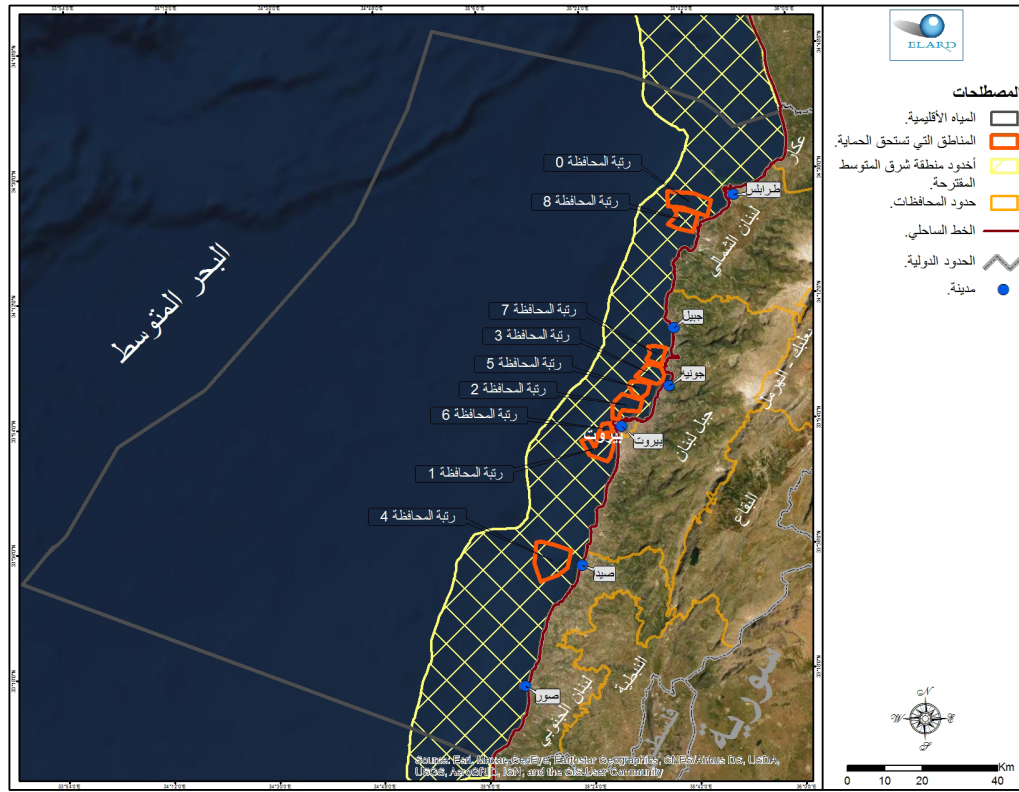 ELARD
المصطلحات
المياه الأقليمية.
المناطق التي تستحق الحماية.
أخدود منطقة شرق المتوسط
المقترحة.
حدود المحافظات.
الخط الساحلي.
الحدود الدولية.
مدينة.
عكار
رتبة المحافظة 0
طرابلس
رتبة المحافظة 8
لبنان الشمالي
البحر المتوسط
رتبة المحافظة 7
جبيل
رتبة المحافظة 3
بعلبك - الهرمل
رتبة المحافظة 5
جونيه
رتبة المحافظة 2
رتبة المحافظة 6
جبل لبنان
بيروت
بيروت
رتبة المحافظة 1
البقاع
رتبة المحافظة 4
صيد
النبطية
سورية
صور
لبنان الجنوبي
N
W
E
S
Source: Esri, Maxar, GeoEye, Earthstar Geographics, CNES/Airbus DS, USDA,
USGS, AeroGRID, IGN, and the GIS User Community
Km
0 20 40